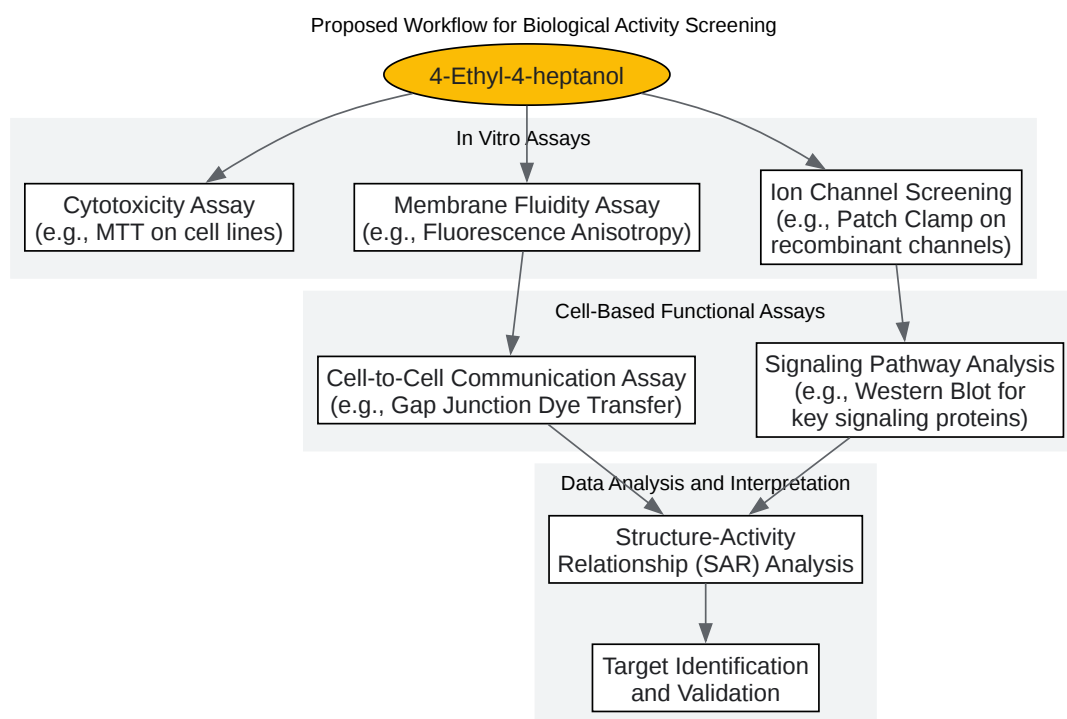 Proposed Workflow for Biological Activity Screening
4-Ethyl-4-heptanol
In Vitro Assays
Cytotoxicity Assay
(e.g., MTT on cell lines)
Membrane Fluidity Assay
(e.g., Fluorescence Anisotropy)
Ion Channel Screening
(e.g., Patch Clamp on
recombinant channels)
Cell-Based Functional Assays
Cell-to-Cell Communication Assay
(e.g., Gap Junction Dye Transfer)
Signaling Pathway Analysis
(e.g., Western Blot for
key signaling proteins)
Data Analysis and Interpretation
Structure-Activity
Relationship (SAR) Analysis
Target Identification
and Validation